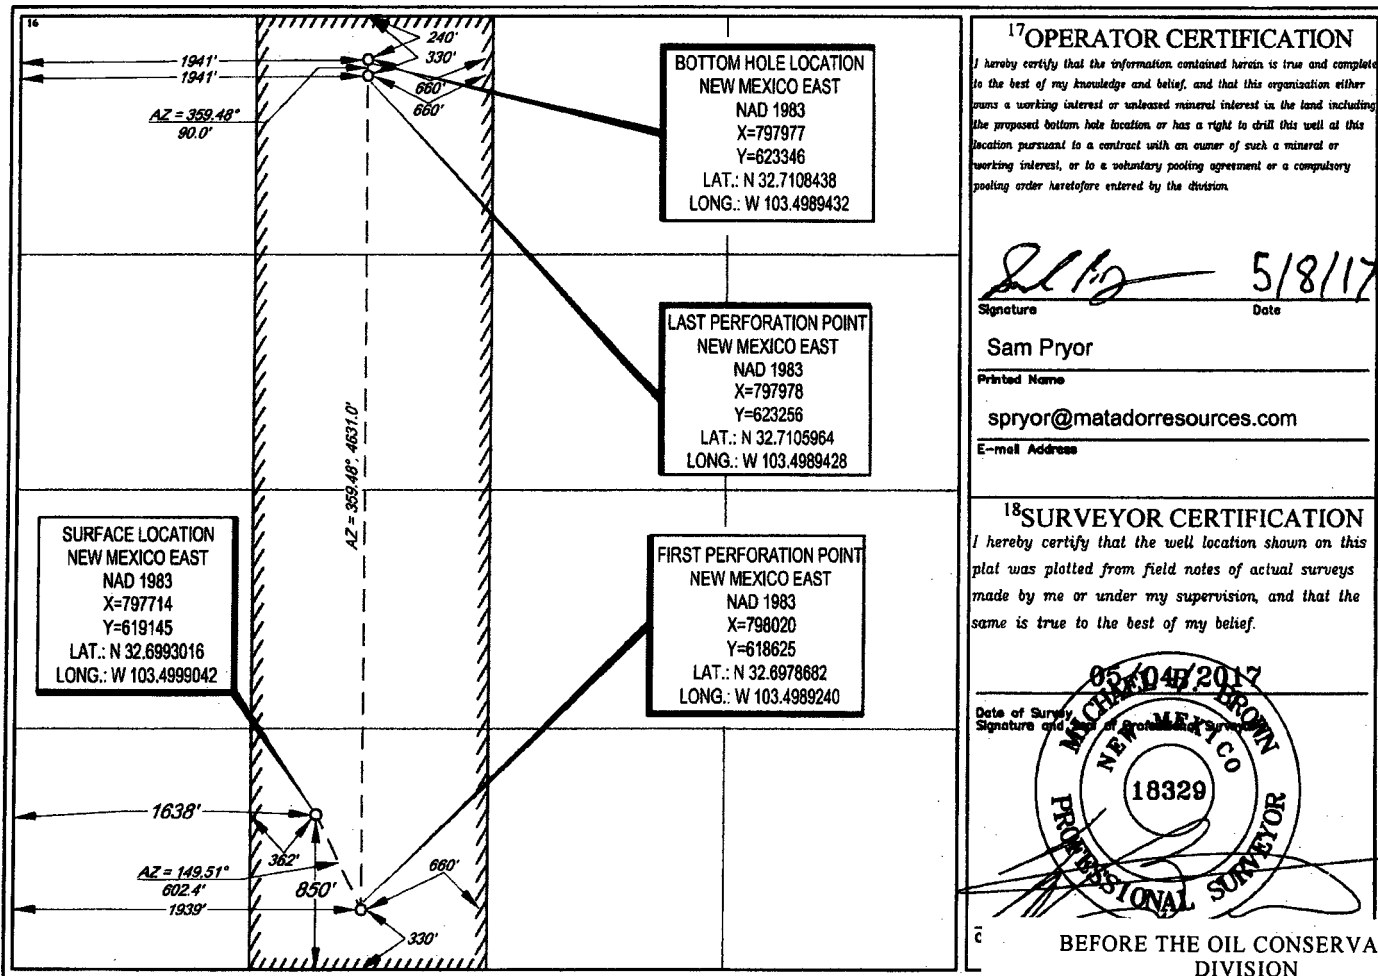 16
240'
330'
1941'
1941'
660'
660'
AZ = 359.48°
90.0'
BOTTOM HOLE LOCATION
NEW MEXICO EAST
NAD 1983
X=797977
Y=623346
LAT.: N 32.7108438
LONG.: W 103.4989432
LAST PERFORATION POINT
NEW MEXICO EAST
NAD 1983
X=797978
Y=623256
LAT.: N 32.7105964
LONG.: W 103.4989428
AZ = 359.48°, 4631.0'
SURFACE LOCATION
NEW MEXICO EAST
NAD 1983
X=797714
Y=619145
LAT.: N 32.6993016
LONG.: W 103.4999042
FIRST PERFORATION POINT
NEW MEXICO EAST
NAD 1983
X=798020
Y=618625
LAT.: N 32.6978682
LONG.: W 103.4989240
1638'
362'
AZ = 149.51°
602.4'
850'
660'
1939'
330'
17OPERATOR CERTIFICATION
I hereby certify that the information contained herein is true and complete
to the best of my knowledge and belief, and that this organization either
owns a working interest or unleased mineral interest in the land including
the proposed bottom hole location or has a right to drill this well at this
location pursuant to a contract with an owner of such a mineral or
working interest, or to a voluntary pooling agreement or a compulsory
pooling order heretofore entered by the division.
5/8/17
Signature Date
Sam Pryor
Printed Name
spryor@matadorresources.com
E-mail Address
18SURVEYOR CERTIFICATION
I hereby certify that the well location shown on this
plat was plotted from field notes of actual surveys
made by me or under my supervision, and that the
same is true to the best of my belief.
05/04/2017
Date of Survey
Signature and Seal of Professional Surveyor
MICHAEL B. BROWN
NEW MEXICO
18329
PROFESSIONAL SURVEYOR
BEFORE THE OIL CONSERVA
DIVISION